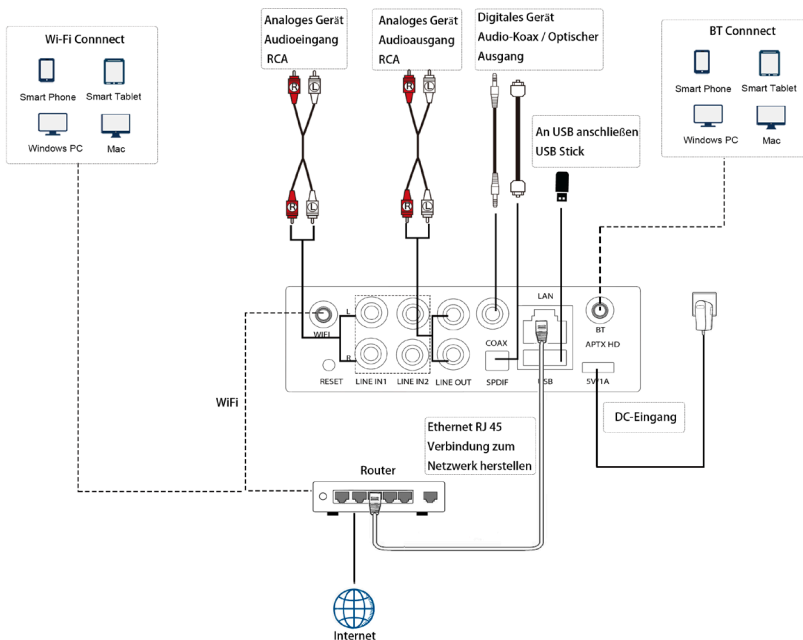 Wi-Fi Connnect
Smart Phone
Smart Tablet
Windows PC
Mac
Analoges Gerät
Audioeingang
RCA
Analoges Gerät
Audioausgang
RCA
Digitales Gerät
Audio-Koax / Optischer
Ausgang
An USB anschließen
USB Stick
BT Connnect
Smart Phone
Smart Tablet
Windows PC
Mac
R L
R L
R L
R L
LAN
WIFI
L
R
COAX
BT
APTX HD
RESET
LINE IN1
LINE IN2
LINE OUT
SPDIF
USB
5V/1A
WiFi
DC-Eingang
Ethernet RJ 45
Verbindung zum
Netzwerk herstellen
Router
Internet